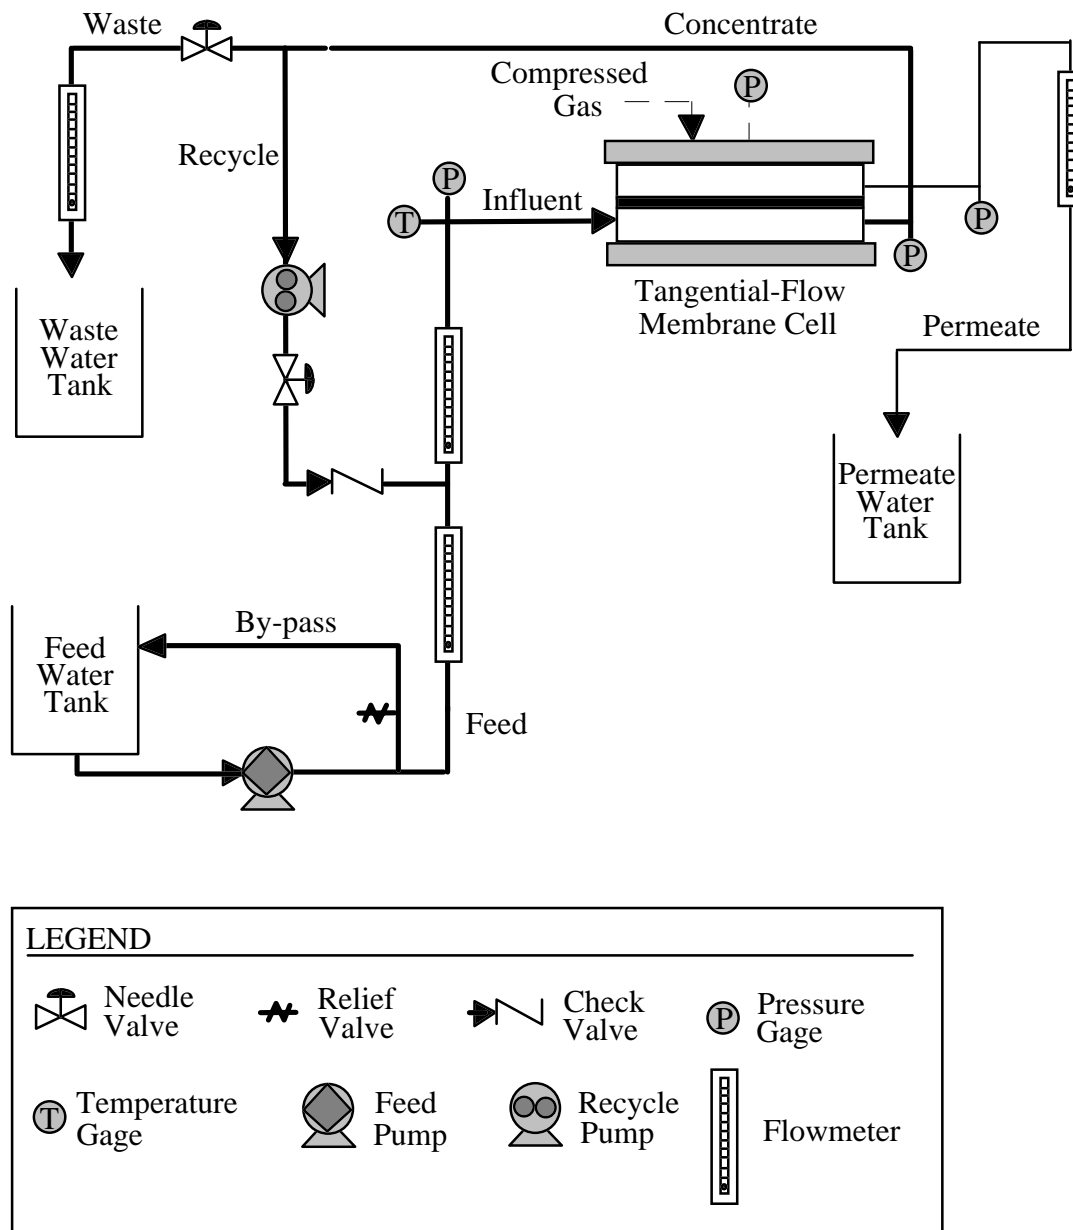 Waste
Concentrate
Compressed
Gas
P
Recycle
P
Influent
T
P
P
Tangential-Flow
Membrane Cell
Permeate
Waste
Water
Tank
Permeate
Water
Tank
By-pass
Feed
Water
Tank
Feed
LEGEND
Needle
Valve
Relief
Valve
Check
Valve
P
Pressure
Gage
T
Temperature
Gage
Feed
Pump
Recycle
Pump
Flowmeter